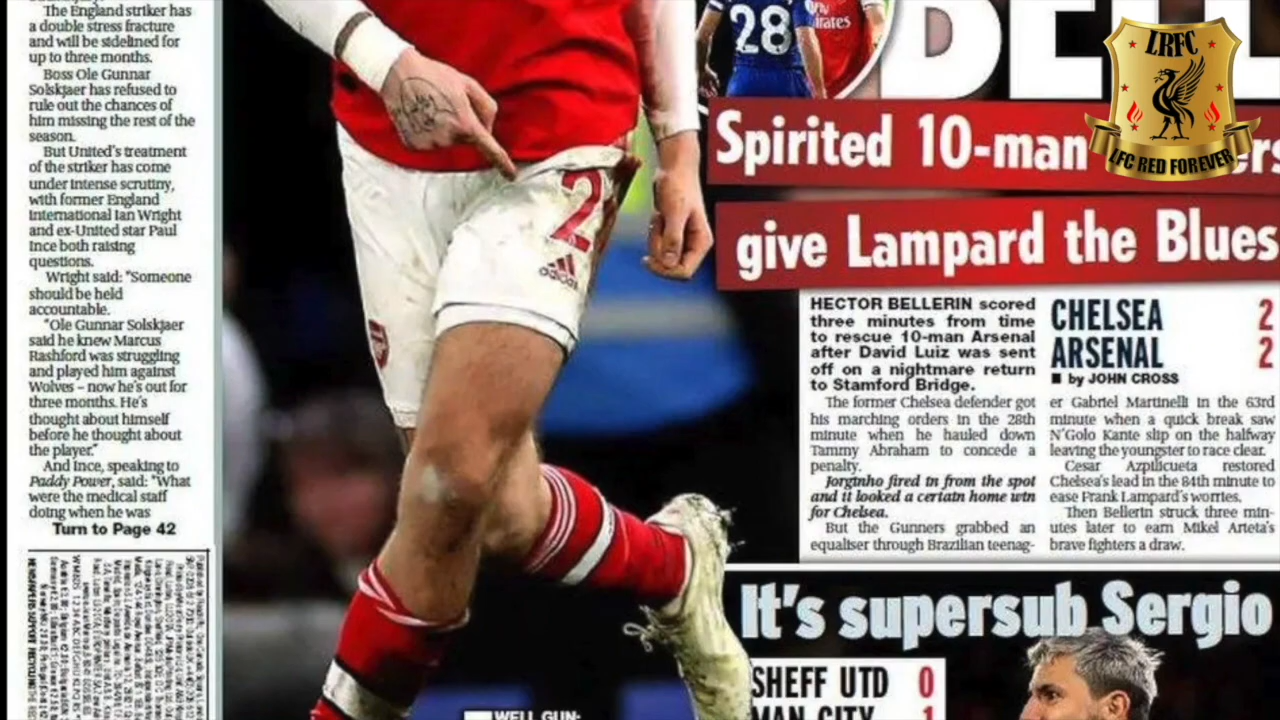 The England striker has
a double stress fracture
and will be sidelined for
up to three months.
Boss Ole Gunnar
Solskjaer has refused to
rule out the chances of
him missing the rest of the
season.
But United's treatment
of the striker has come
under intense scrutiny,
with former England
international Ian Wright
and ex-United star Paul
Ince both raising
questions.
Wright said: "Someone
should be held
accountable.
"Ole Gunnar Solskjaer
said he knew Marcus
Rashford was struggling
and played him against
Wolves – now he's out for
three months. He's
thought about himself
before he thought about
the player."
And Ince, speaking to
Paddy Power, said: "What
were the medical staff
doing when he was
Turn to Page 42
NEWSPAPERS SUPPORT RECYCLING
28
2
adidas
BELL
LRFC
LFC RED FOREVER
Spirited 10-man
give Lampard the Blues
HECTOR BELLERIN scored
three minutes from time
to rescue 10-man Arsenal
after David Luiz was sent
off on a nightmare return
to Stamford Bridge.
The former Chelsea defender got
his marching orders in the 28th
minute when he hauled down
Tammy Abraham to concede a
penalty.
Jorginho fired in from the spot
and it looked a certain home win
for Chelsea.
But the Gunners grabbed an
equaliser through Brazilian teenag-
CHELSEA 2
ARSENAL 2
by JOHN CROSS
er Gabriel Martinelli in the 63rd
minute when a quick break saw
N'Golo Kante slip on the halfway
leaving the youngster to race clear.
Cesar Azpilicueta restored
Chelsea's lead in the 84th minute to
ease Frank Lampard's worries.
Then Bellerin struck three min-
utes later to earn Mikel Arteta's
brave fighters a draw.
It's supersub Sergio
SHEFF UTD 0
MAN CITY 1
WELL GUN: